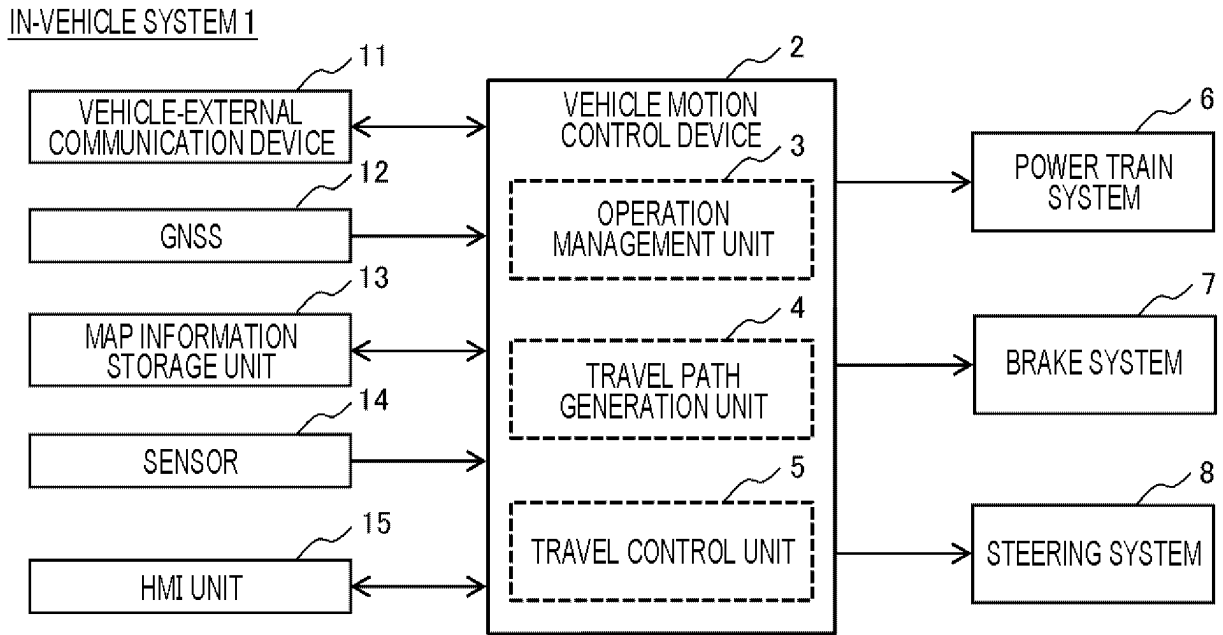 IN-VEHICLE SYSTEM 1
11
VEHICLE-EXTERNAL
COMMUNICATION DEVICE
12
GNSS
13
MAP INFORMATION
STORAGE UNIT
14
SENSOR
15
HMI UNIT
2
VEHICLE MOTION
CONTROL DEVICE
3
OPERATION
MANAGEMENT UNIT
4
TRAVEL PATH
GENERATION UNIT
5
TRAVEL CONTROL UNIT
6
POWER TRAIN
SYSTEM
7
BRAKE SYSTEM
8
STEERING SYSTEM